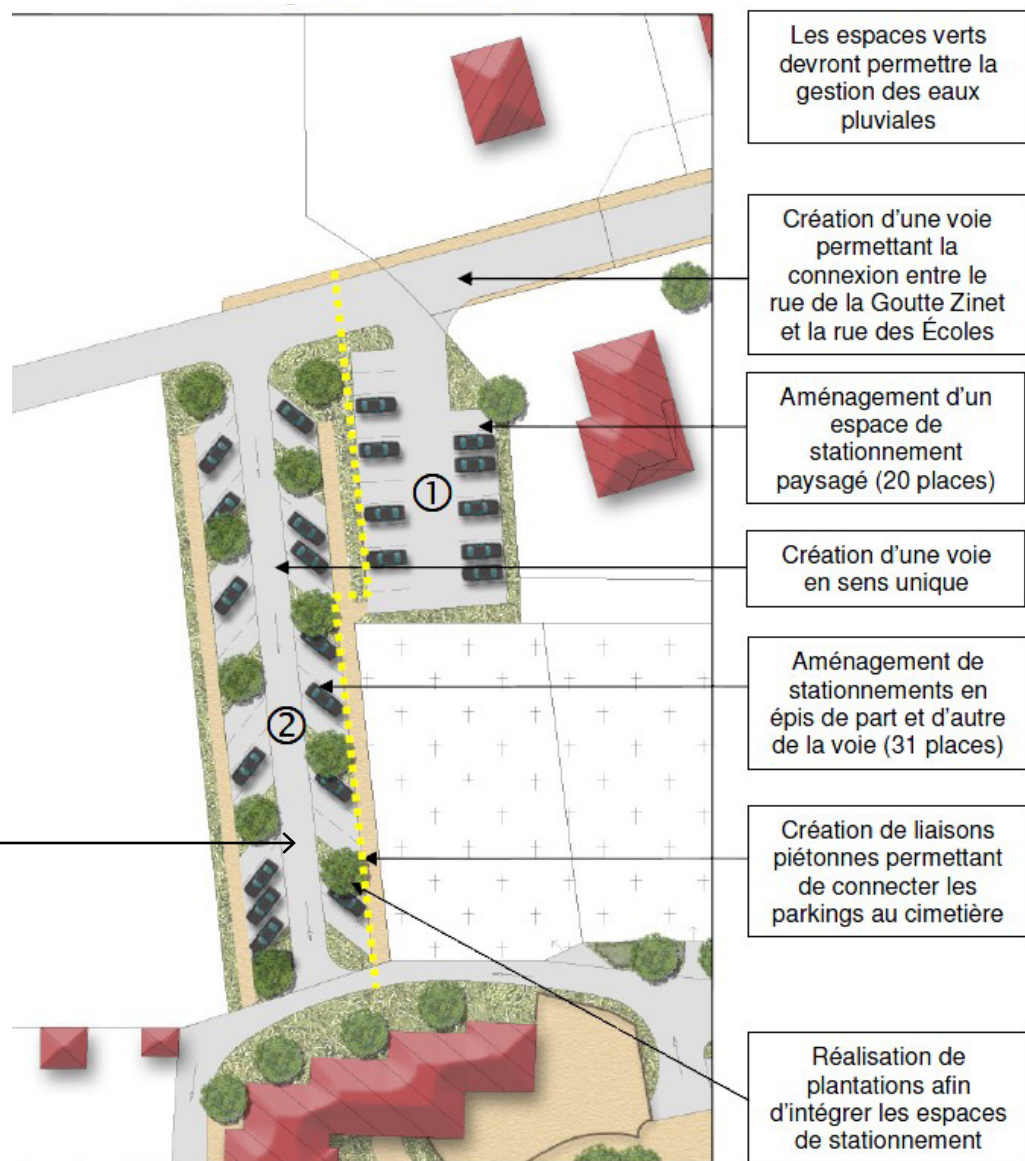 Les espaces verts
devront permettre la
gestion des eaux
pluviales
Création d'une voie
permettant la
connexion entre le
rue de la Goutte Zinet
et la rue des Écoles
Aménagement d'un
espace de
stationnement
paysagé (20 places)
①
Création d'une voie
en sens unique
Aménagement de
stationnements en
épis de part et d'autre
de la voie (31 places)
②
Création de liaisons
piétonnes permettant
de connecter les
parkings au cimetière
Réalisation de
plantations afin
d'intégrer les espaces
de stationnement